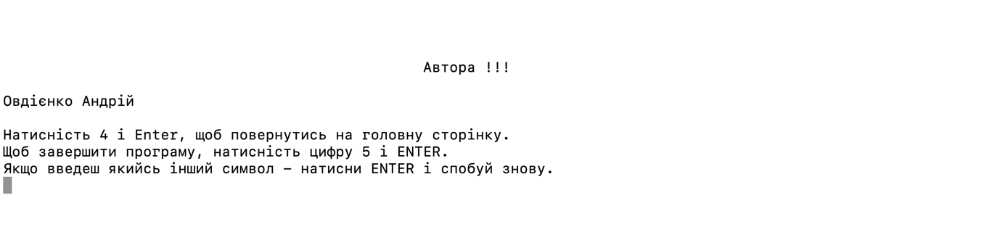 Автора !!!
Овдієнко Андрій
Натисність 4 і Enter, щоб повернутись на головну сторінку.
Щоб завершити програму, натисність цифру 5 і ENTER.
Якщо введеш якийсь інший символ – натисни ENTER і спобуй знову.